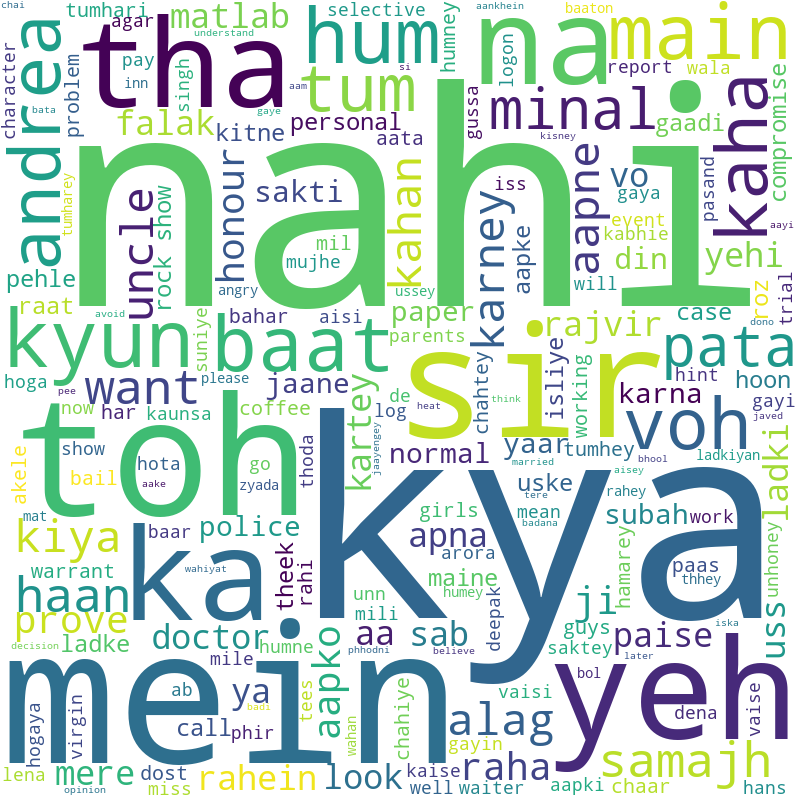 chai
tumhari
agar
matlab
selective
baaton
aankhein
understand
tha
hum
na
main
character
andrea
problem
pay
inn
singh
si
aam
tum
humney
logon
report
wala
falak
kitne
personal
aata
gussa
minal
gaadi
kaha
compromise
gaye
bata
nahi
kisney
tumharey
uncle
rock show
honour
sakti
kahan
iss
karney
aapne
vo
pasand
gaya
event
kabhie
aayi
mil
mujhe
aapke
din
yehi
pehle
angry
ussey
will
roz
trial
raat
suniye
bahar
aisi
paper
rajvir
case
avoid
parents
dono
kyun
baat
sir
pata
hoga
pee
please
want
jaane
de
chahtey
isliye
working
hint
hoon
now
har
kaunsa
coffee
log
heat
think
karna
gayi
javed
toh
kya
voh
ladki
akele
show
bail
hota
go
zyada
thoda
kartey
normal
yaar
tumhey
bhool
ladkiyan
married
jaayengey
aisey
aake
uske
rahey
mat
kiya
ka
baar
police
girls
mean
tere
badana
subah
work
samajh
apna
arora
hamarey
paas
thhey
unhoney
haan
warrant
wahiyat
theek
rahi
unn
maine
humey
mili
deepak
iska
prove
decision
ladke
doctor
humne
aa
sab
phhodni
believe
guys
saktey
ji
paise
uss
later
mein
yeh
mile
ab
ya
badi
tees
aapko
wahan
chahiye
vaisi
alag
bol
dena
vaise
hogaya
virgin
call
phir
gayin
raha
lena
mere
dost
miss
opinion
rahein
look
kaise
well
waiter
aapki
chaar
hans